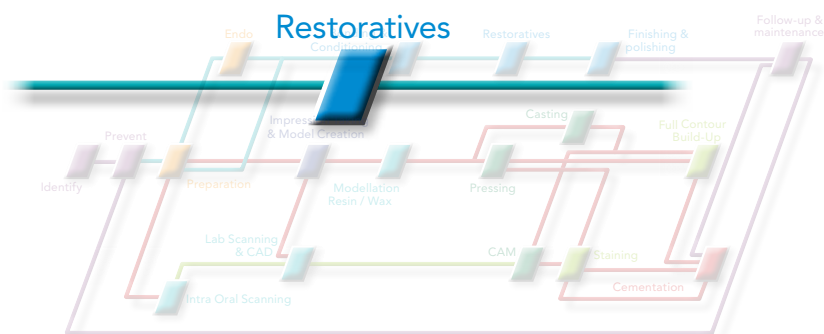 Restoratives
Endo
Conditioning
Restoratives
Finishing &
polishing
Follow-up &
maintenance
Casting
Impress
& Model Creation
Full Contour
Build-Up
Prevent
Identify
Preparation
Modellation
Resin / Wax
Pressing
Lab Scanning
& CAD
CAM
Staining
Cementation
Intra Oral Scanning